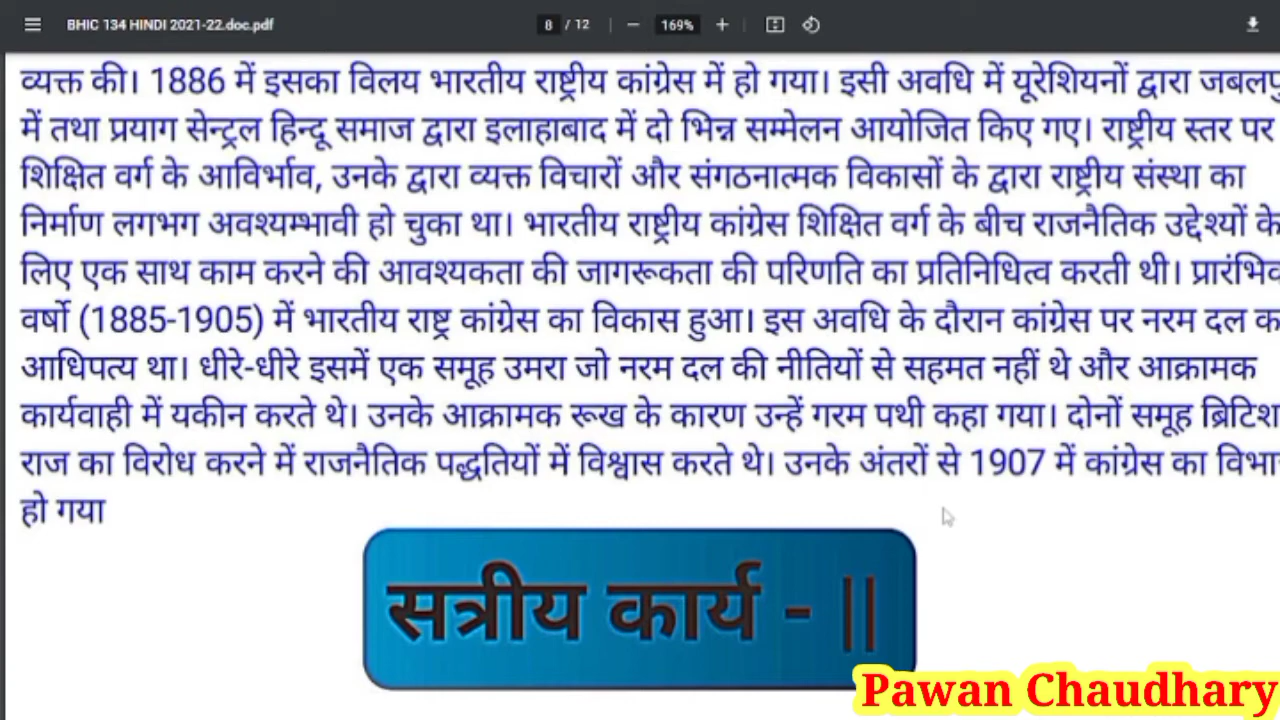 BHIC 134 HINDI 2021-22.doc.pdf 8 / 12 169%
व्यक्त की। 1886 में इसका विलय भारतीय राष्ट्रीय कांग्रेस में हो गया। इसी अवधि में यूरेशियनों द्वारा जबलपु
में तथा प्रयाग सेन्ट्रल हिन्दू समाज द्वारा इलाहाबाद में दो भिन्न सम्मेलन आयोजित किए गए। राष्ट्रीय स्तर पर
शिक्षित वर्ग के आविर्भाव, उनके द्वारा व्यक्त विचारों और संगठनात्मक विकासों के द्वारा राष्ट्रीय संस्था का
निर्माण लगभग अवश्यम्भावी हो चुका था। भारतीय राष्ट्रीय कांग्रेस शिक्षित वर्ग के बीच राजनैतिक उद्देश्यों के
लिए एक साथ काम करने की आवश्यकता की जागरूकता की परिणति का प्रतिनिधित्व करती थी। प्रारंभिक
वर्षो (1885-1905) में भारतीय राष्ट्र कांग्रेस का विकास हुआ। इस अवधि के दौरान कांग्रेस पर नरम दल क
आधिपत्य था। धीरे-धीरे इसमें एक समूह उमरा जो नरम दल की नीतियों से सहमत नहीं थे और आक्रामक
कार्यवाही में यकीन करते थे। उनके आक्रामक रूख के कारण उन्हें गरम पथी कहा गया। दोनों समूह ब्रिटिश
राज का विरोध करने में राजनैतिक पद्धतियों में विश्वास करते थे। उनके अंतरों से 1907 में कांग्रेस का विभा
हो गया
सत्रीय कार्य - ||
Pawan Chaudhary